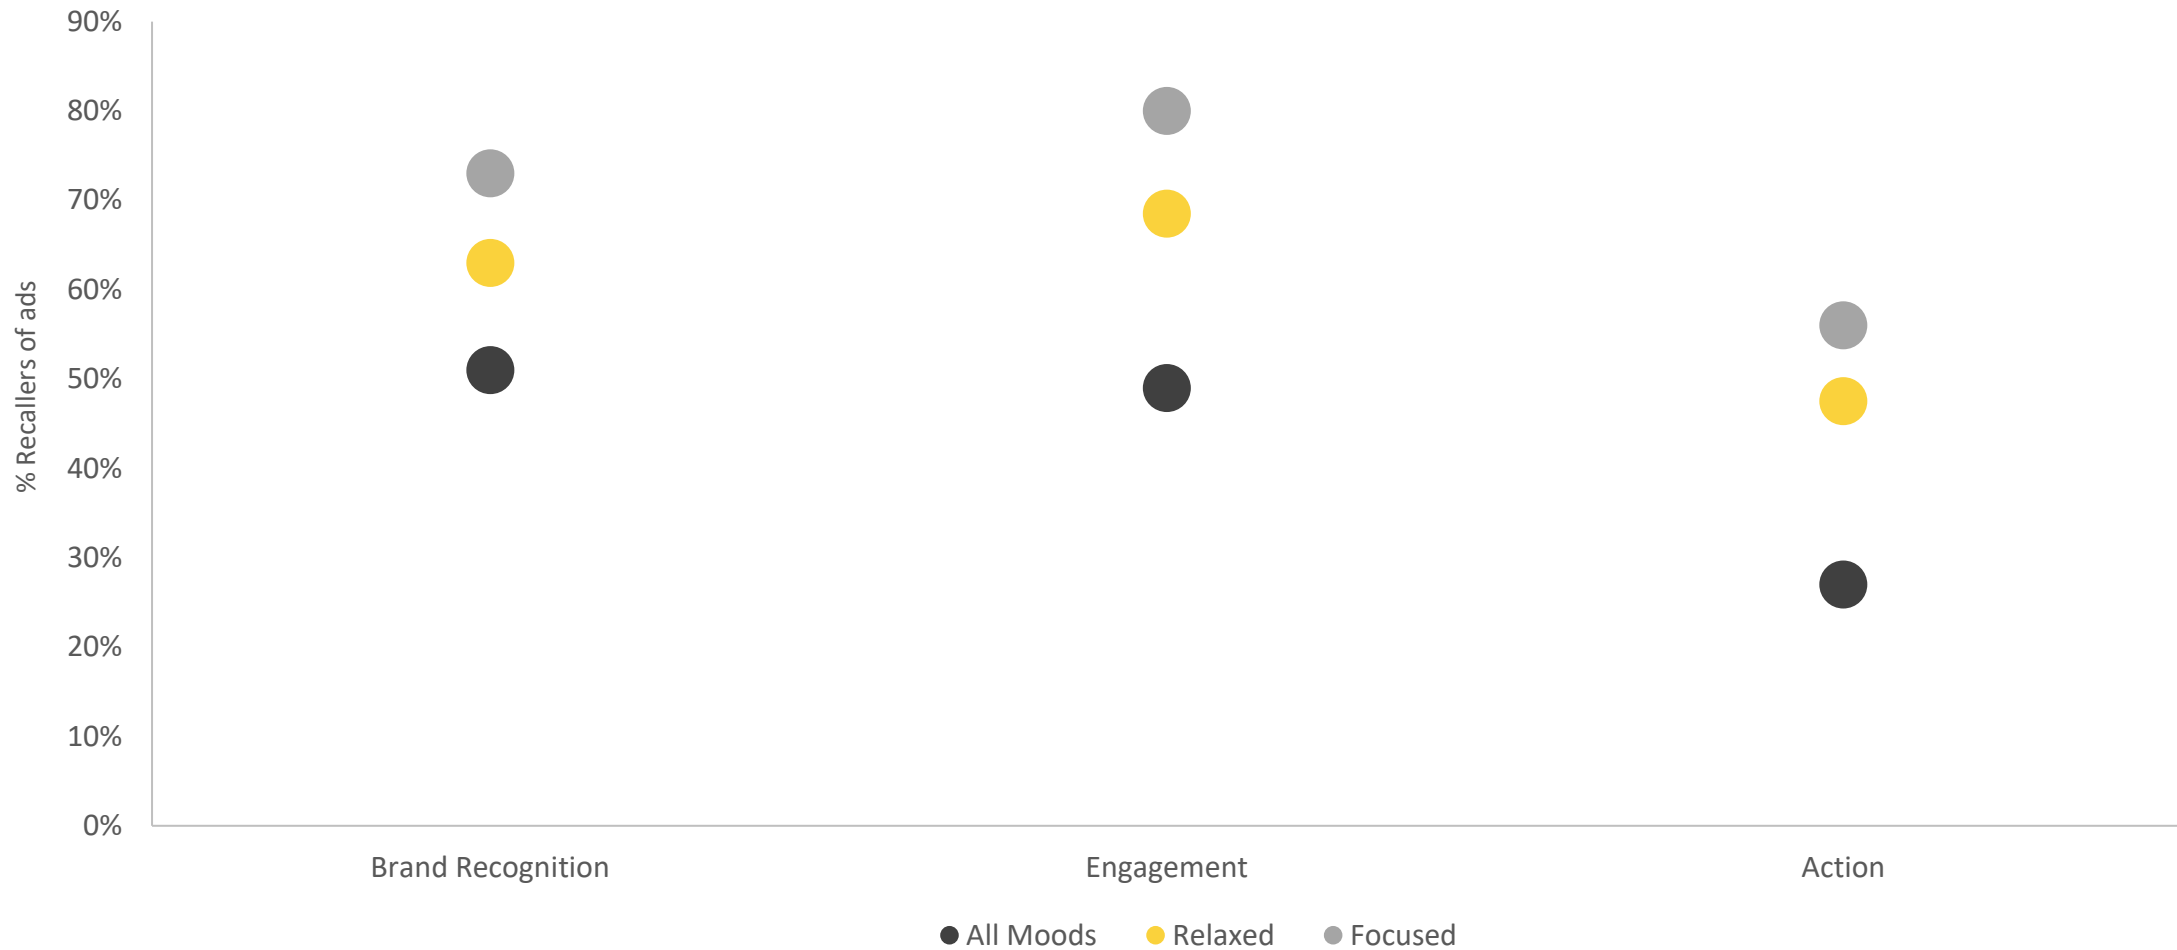 90%
80%
70%
60%
50%
40%
30%
20%
10%
0%
% Recallers of ads
Brand Recognition
Engagement
Action
All Moods
Relaxed
Focused